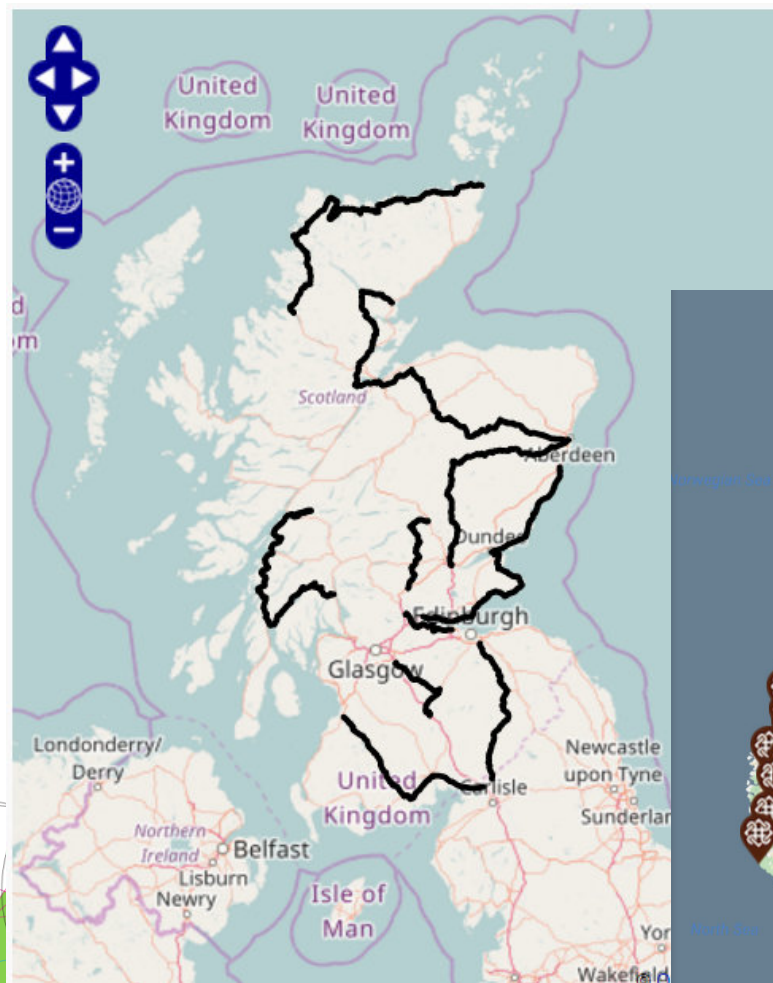 United
Kingdom
United
Kingdom
d
m
Scotland
Aberdeen
Dundee
Edinburgh
Glasgow
Londonderry/
Derry
Newcastle
upon Tyne
United
Kingdom
Carlisle
Sunderlan
Northern
Ireland
Belfast
Lisburn
Newry
Isle of
Man
Yor
Wakefield